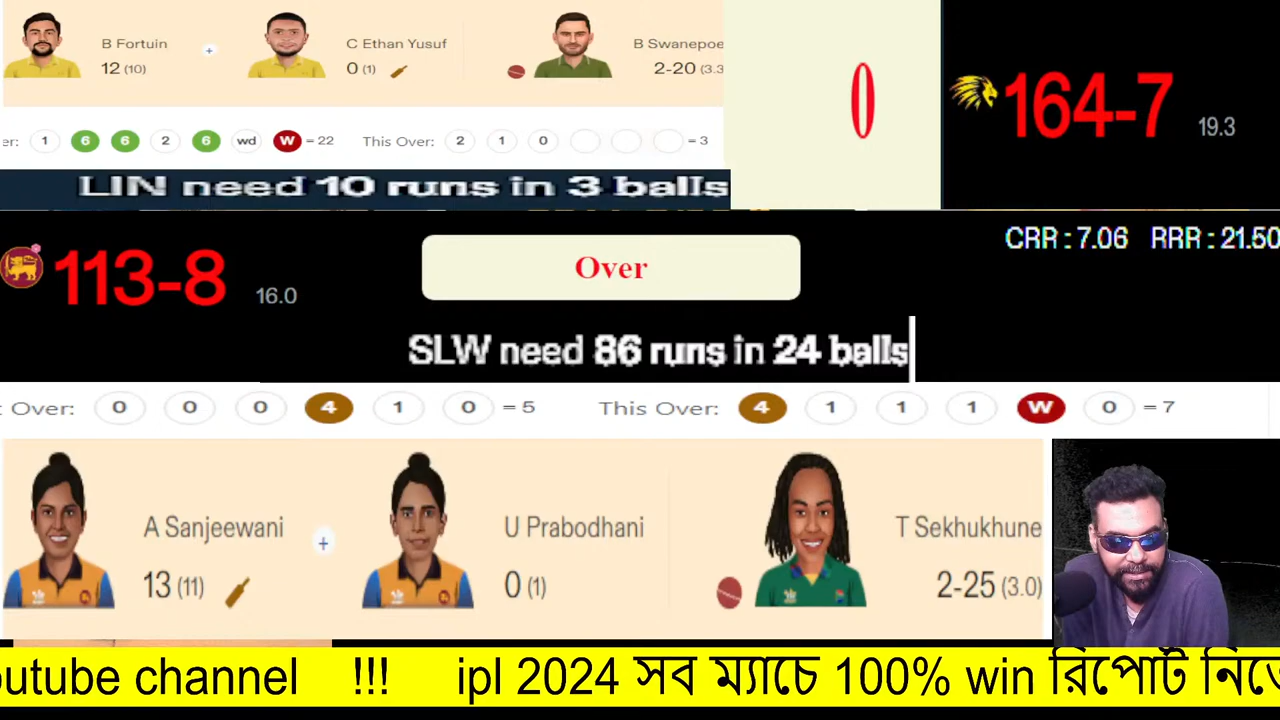 B Fortuin
12 (10)
+
C Ethan Yusuf
0 (1)
B Swanepoe
2-20 (3.3
0
164-7 19.3
er: 1 6 6 2 6 wd W = 22 This Over: 2 1 0 = 3
LIN need 10 runs in 3 balls
113-8 16.0
Over
CRR : 7.06 RRR : 21.50
SLW need 86 runs in 24 balls
t Over: 0 0 0 4 1 0 = 5 This Over: 4 1 1 1 W 0 = 7
A Sanjeewani
13 (11)
+
U Prabodhani
0 (1)
T Sekhukhune
2-25 (3.0)
outube channel !!! ipl 2024 সব ম্যাচে 100% win রিপোর্ট নিতে